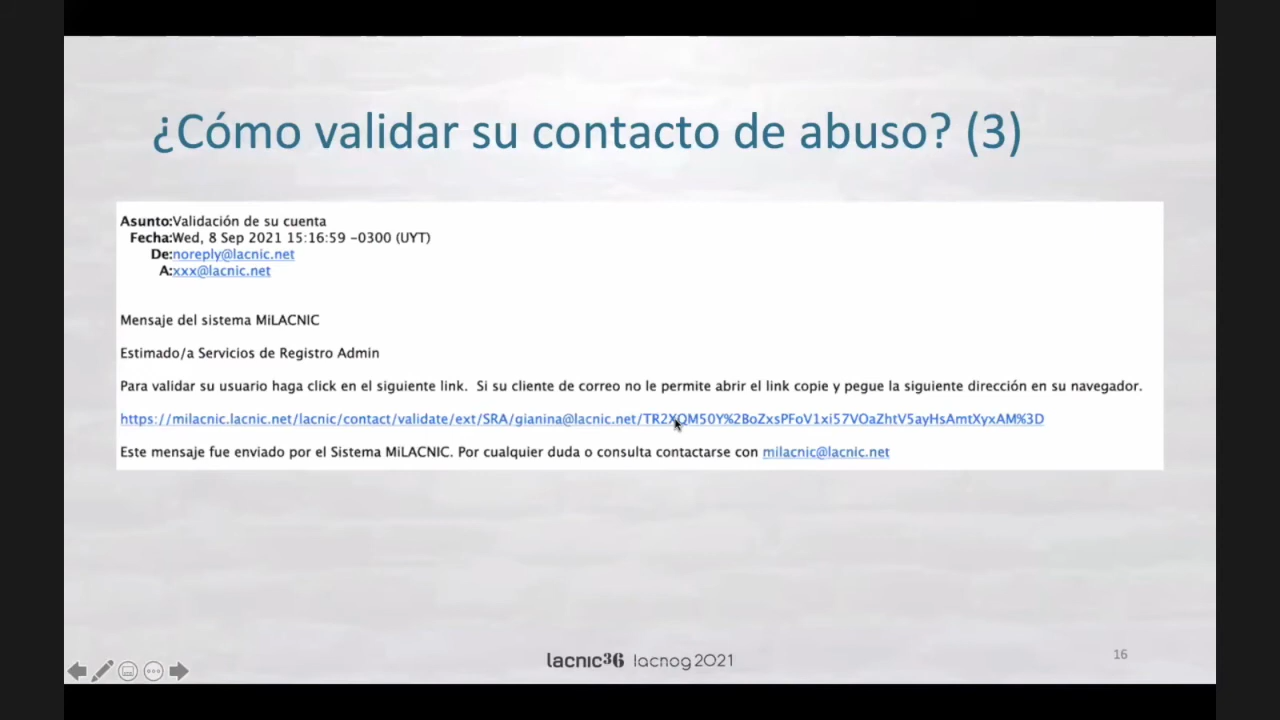 ¿Cómo validar su contacto de abuso? (3)
Asunto:Validación de su cuenta
Fecha:Wed, 8 Sep 2021 15:16:59 -0300 (UYT)
De:noreply@lacnic.net
A:xxx@lacnic.net
Mensaje del sistema MiLACNIC
Estimado/a Servicios de Registro Admin
Para validar su usuario haga click en el siguiente link. Si su cliente de correo no le permite abrir el link copie y pegue la siguiente dirección en su navegador.
https://milacnic.lacnic.net/lacnic/contact/validate/ext/SRA/gianina@lacnic.net/TR2XQM50Y%2BoZxsPFoV1xi57VOaZhtV5ayHsAmtXyxAM%3D
Este mensaje fue enviado por el Sistema MiLACNIC. Por cualquier duda o consulta contactarse con milacnic@lacnic.net
lacnic36 lacnog2021
16